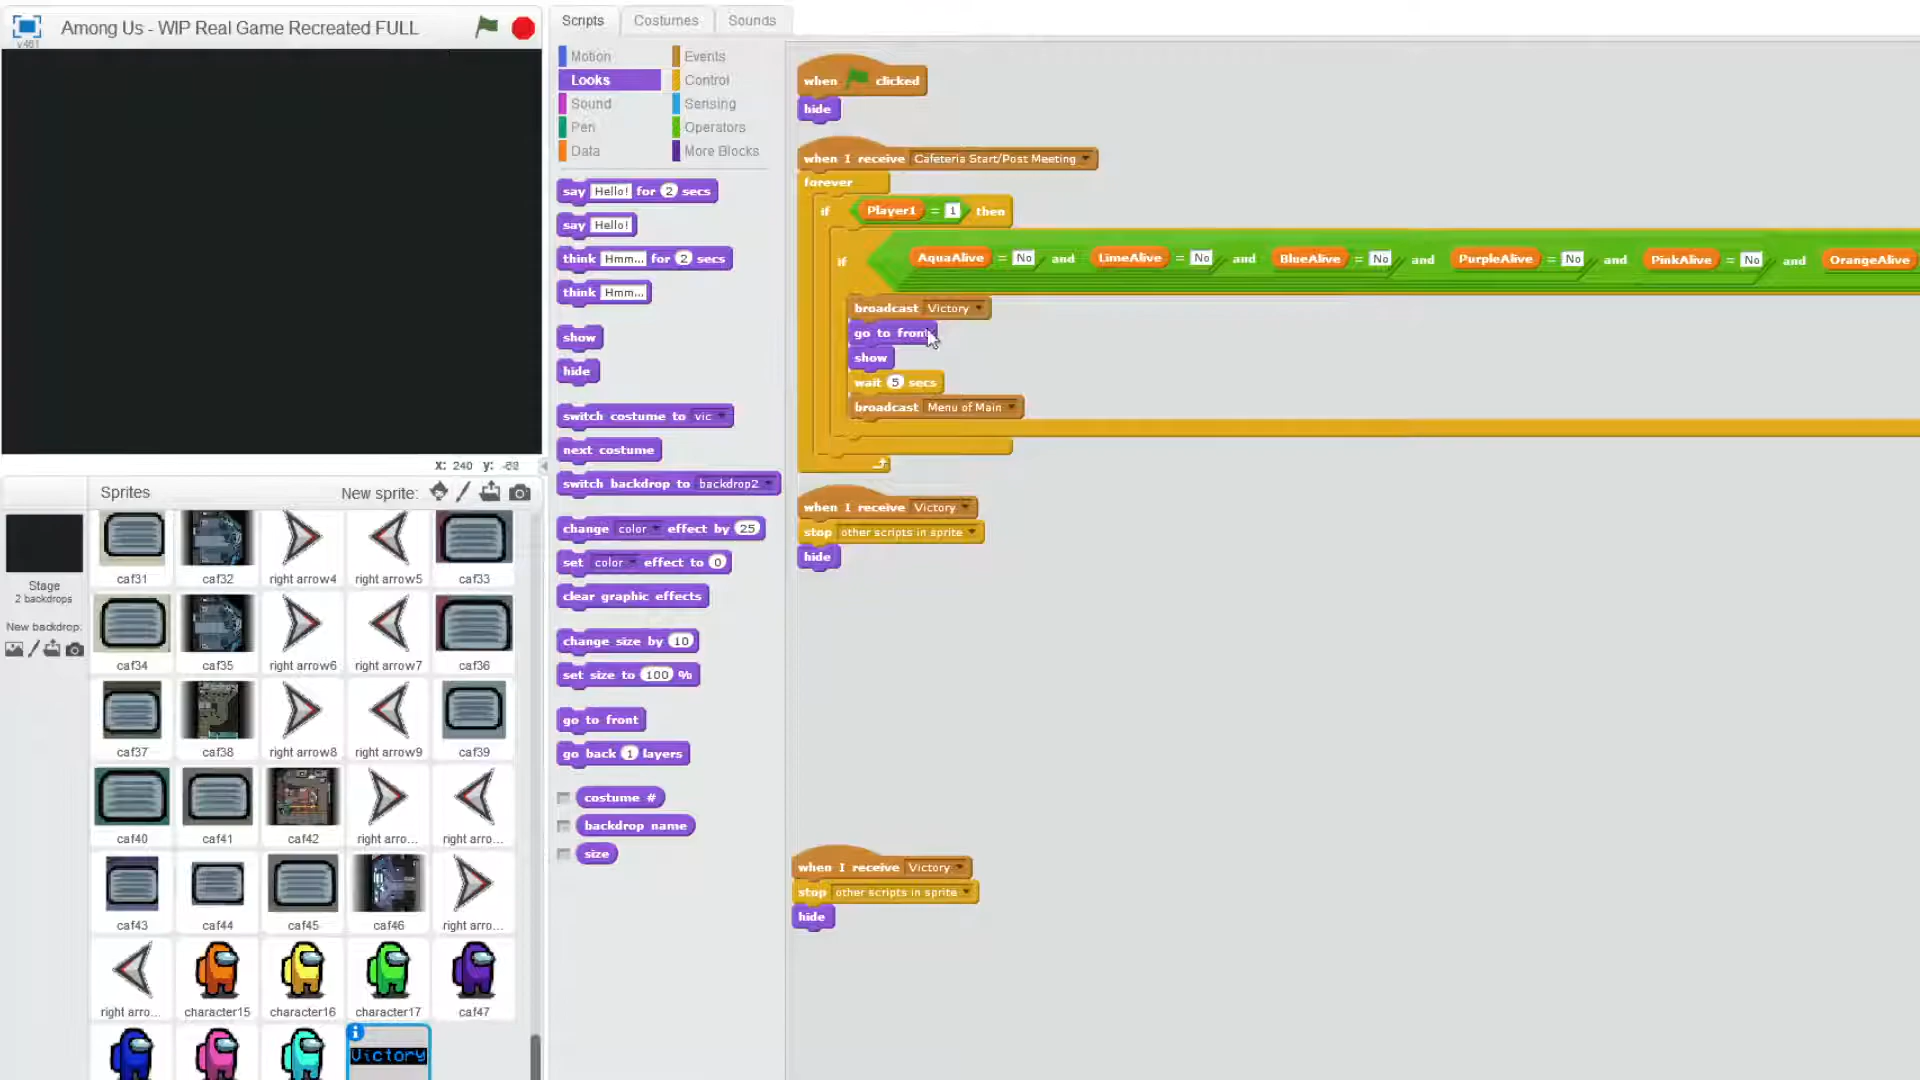 Among Us - WIP Real Game Recreated FULL
v461
Scripts
Costumes
Sounds
Motion
Looks
Sound
Pen
Data
Events
Control
Sensing
Operators
More Blocks
say Hello! for 2 secs
say Hello!
think Hmm... for 2 secs
think Hmm...
show
hide
switch costume to vic
next costume
switch backdrop to backdrop2
change color effect by 25
set color effect to 0
clear graphic effects
change size by 10
set size to 100 %
go to front
go back 1 layers
costume #
backdrop name
size
when clicked
hide
when I receive Cafeteria Start/Post Meeting
forever
if Player1 = 1 then
if AquaAlive = No and LimeAlive = No and BlueAlive = No and PurpleAlive = No and PinkAlive = No and OrangeAlive
broadcast Victory
go to front
show
wait 5 secs
broadcast Menu of Main
when I receive Victory
stop other scripts in sprite
hide
when I receive Victory
stop other scripts in sprite
hide
x: 240 y:
Sprites
New sprite:
Stage
2 backdrops
New backdrop:
caf31 caf32 right arrow4 right arrow5 caf33
caf34 caf35 right arrow6 right arrow7 caf36
caf37 caf38 right arrow8 right arrow9 caf39
caf40 caf41 caf42 right arro... right arro...
caf43 caf44 caf45 caf46 right arro...
right arro... character15 character16 character17 caf47
Victory